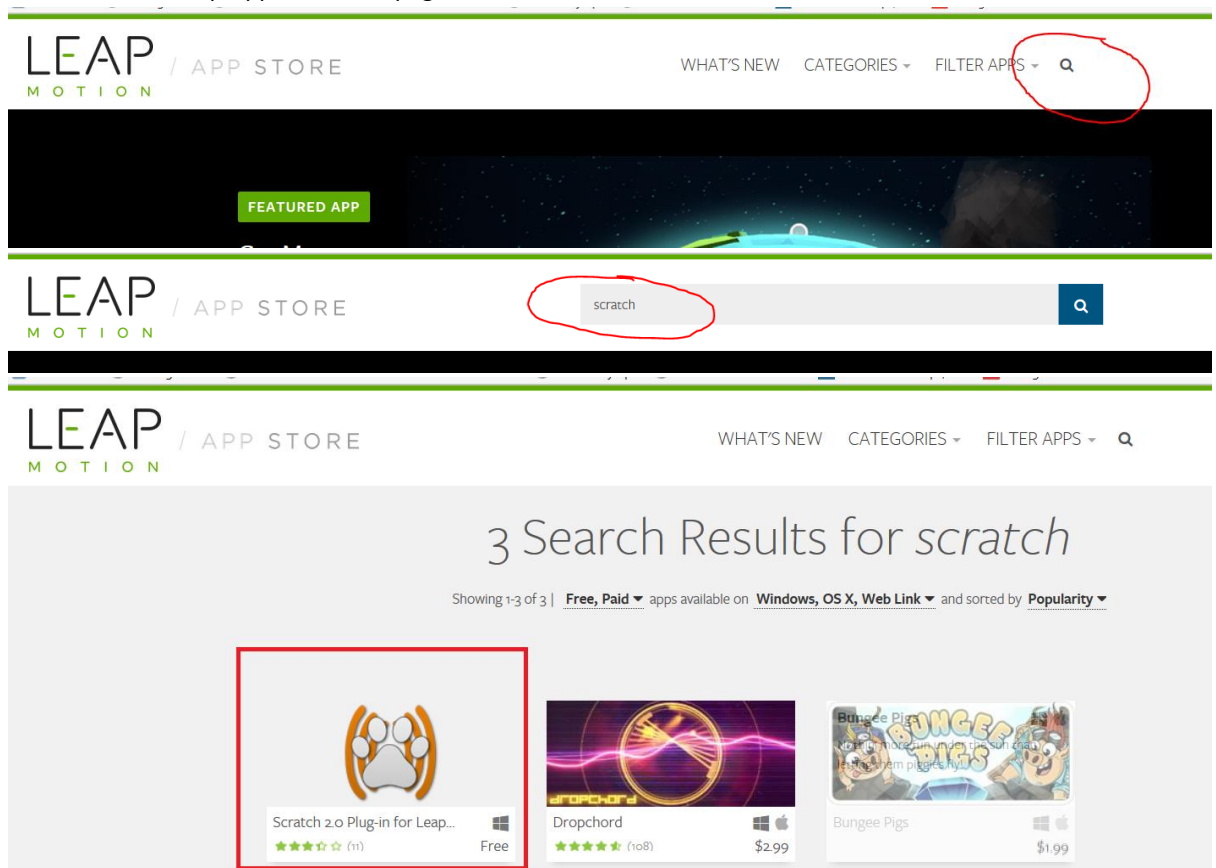 LEAP / APP STORE WHAT'S NEW CATEGORIES FILTER APPS
MOTION
FEATURED APP
LEAP / APP STORE scratch
MOTION
LEAP / APP STORE WHAT'S NEW CATEGORIES FILTER APPS
MOTION
3 Search Results for scratch
Showing 1-3 of 3 | Free, Paid apps available on Windows, OS X, Web Link and sorted by Popularity
Bungee Pigs
BUNGEE
PIGS
dropchord
Scratch 2.0 Plug-in for Leap... Dropchord Bungee Pigs
(11) Free (108) $2.99 $1.99